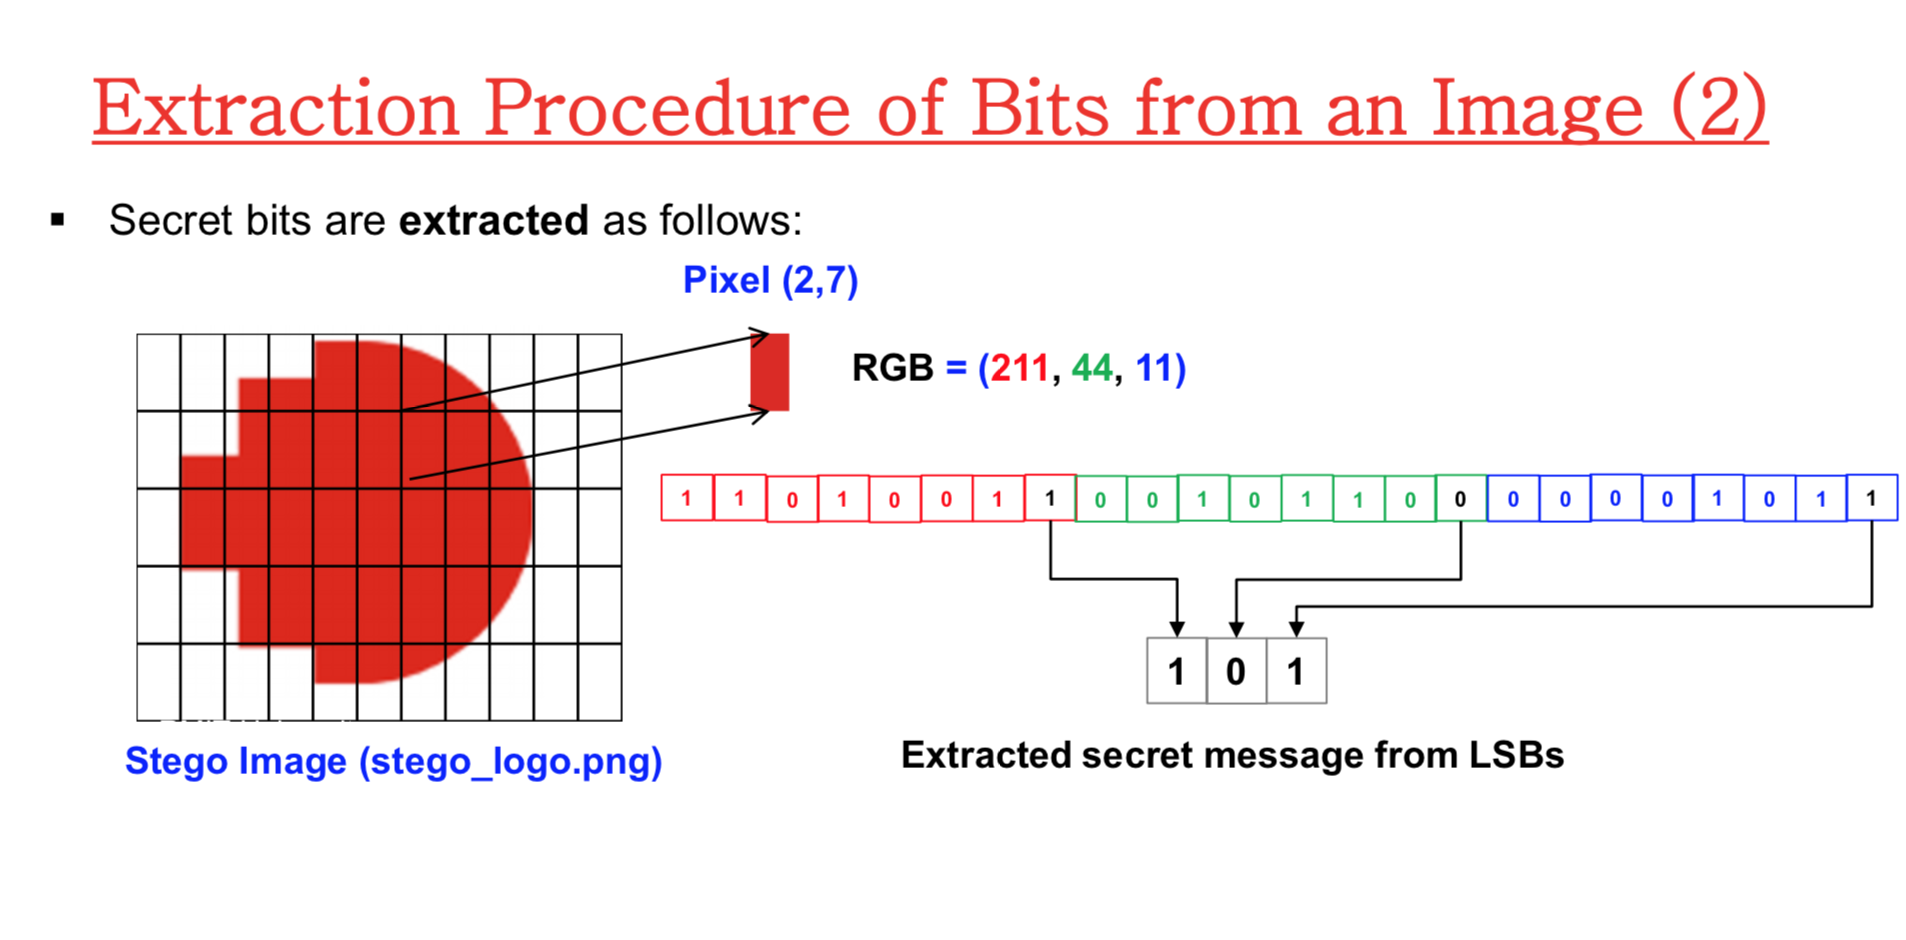 Extraction Procedure of Bits from an Image (2)
▪ Secret bits are extracted as follows:
Pixel (2,7)
RGB = (211, 44, 11)
1 1 0 1 0 0 1 1 0 0 1 0 1 1 0 0 0 0 0 0 1 0 1 1
1 0 1
Stego Image (stego_logo.png)
Extracted secret message from LSBs